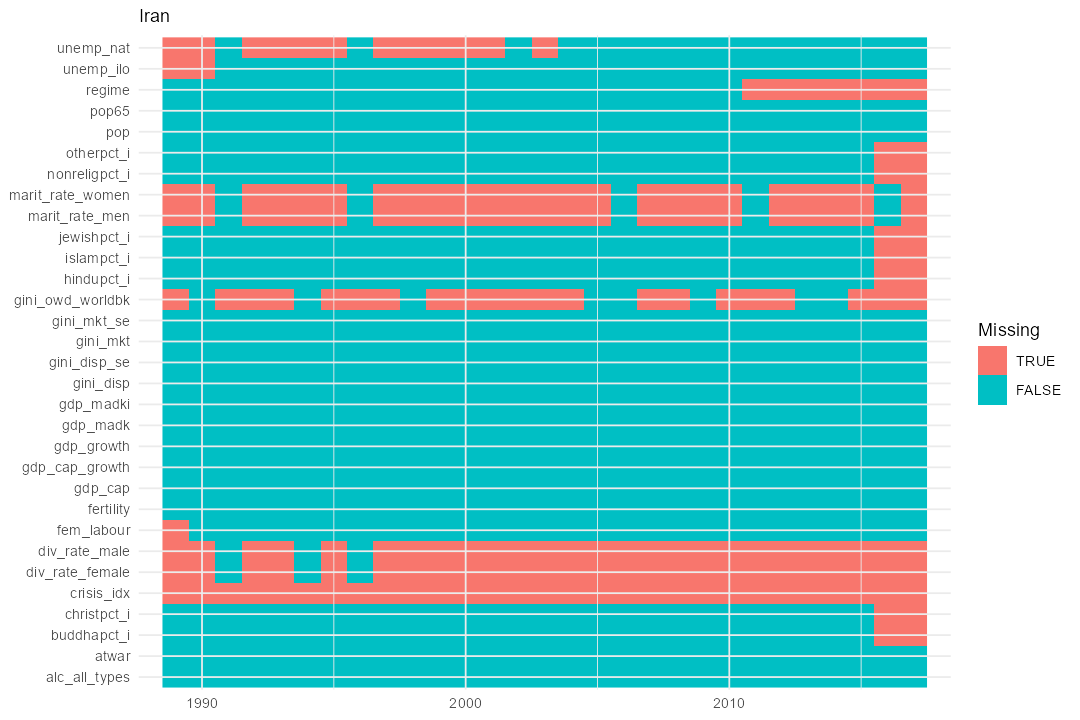 Iran
unemp_nat
unemp_ilo
regime
pop65
pop
otherpct_i
nonreligpct_i
marit_rate_women
marit_rate_men
jewishpct_i
islampct_i
hindupct_i
gini_owd_worldbk
gini_mkt_se
gini_mkt
gini_disp_se
gini_disp
gdp_madki
gdp_madk
gdp_growth
gdp_cap_growth
gdp_cap
fertility
fem_labour
div_rate_male
div_rate_female
crisis_idx
christpct_i
buddhapct_i
atwar
alc_all_types
1990 2000 2010
Missing
TRUE
FALSE